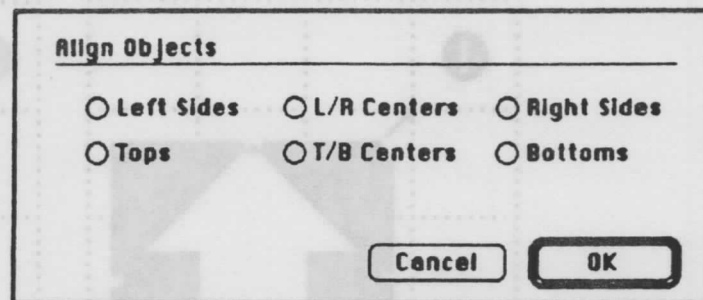 Align Objects
Left Sides L/R Centers Right Sides
Tops T/B Centers Bottoms
Cancel OK